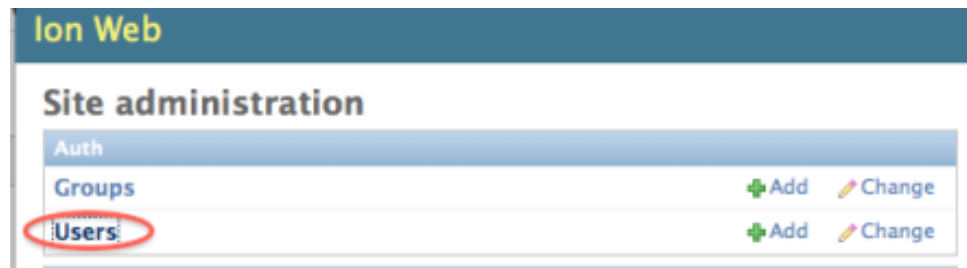 Ion Web
Site administration
Auth
Groups Add Change
Users Add Change